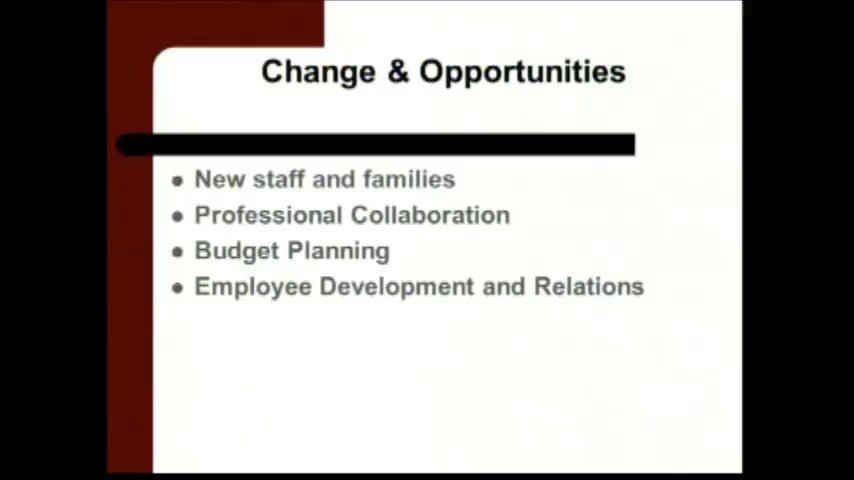 Change & Opportunities
● New staff and families
● Professional Collaboration
● Budget Planning
● Employee Development and Relations